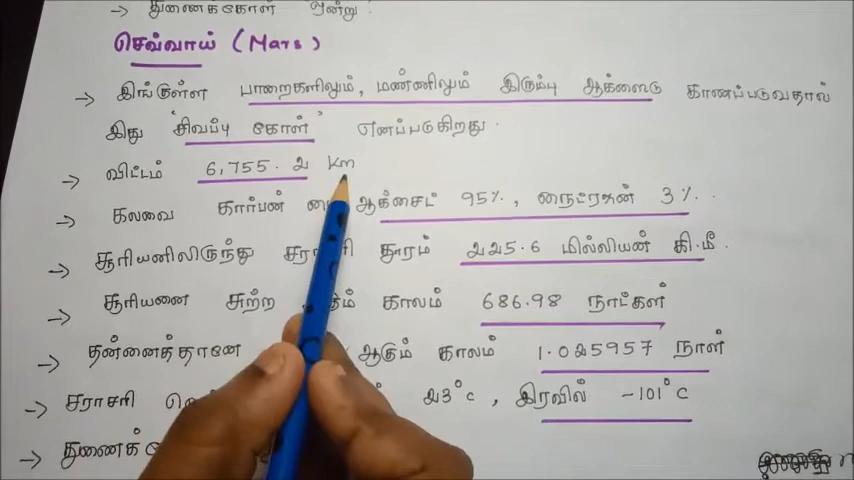 → துணைக்கோள் ஒன்று.
செவ்வாய் (Mars)
→ இங்குள்ள பாறைகளிலும், மண்ணிலும் இரும்பு ஆக்ஸைடு காணப்படுவதால்
இது 'சிவப்பு கோள்' எனப்படுகிறது.
→ விட்டம் 6,755.2 km
→ கலவை கார்பன் ஆக்சைட் 95%, நைட்ரஜன் 3%.
→ சூரியனிலிருந்து தூரம் 225.6 மில்லியன் கி.மீ.
→ சூரியனை சுற்ற காலம் 686.98 நாட்கள்
→ தன்னைத்தானே ஆகும் காலம் 1.025957 நாள்
→ சராசரி 23°c, இரவில் -101°c
→